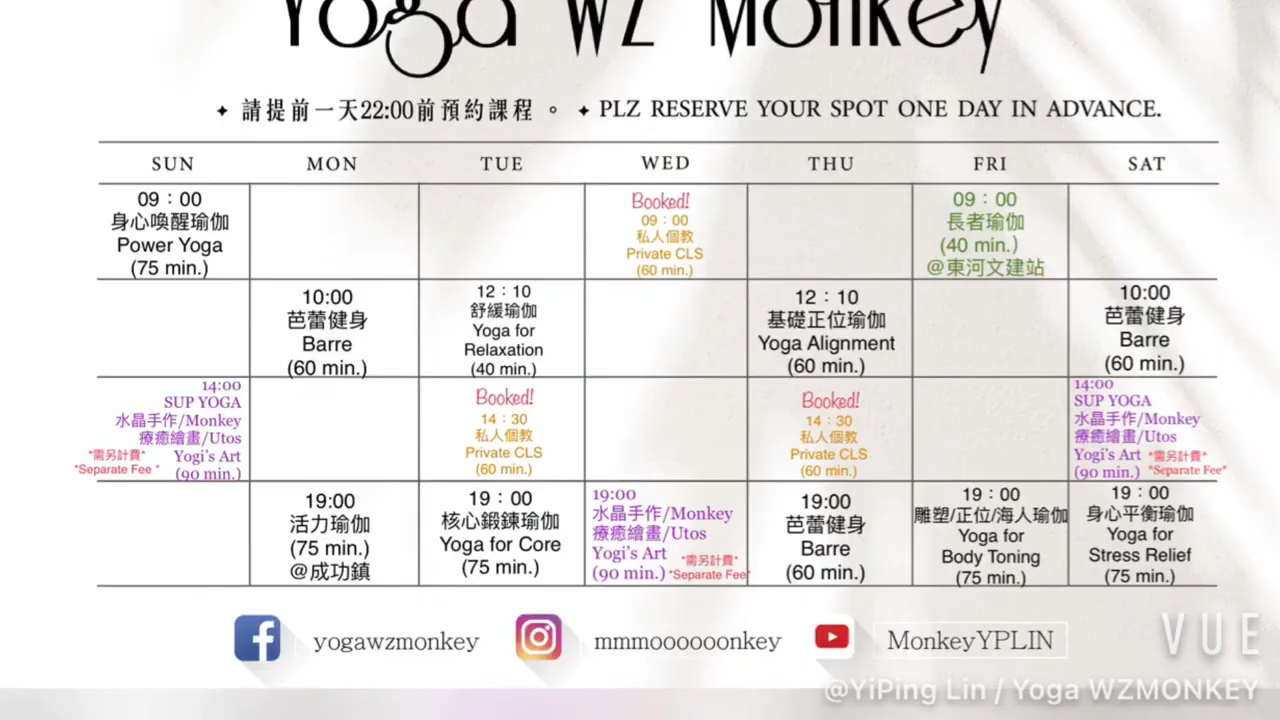 Yoga WZ Monkey
✦ 請提前一天22:00前預約課程 。 ✦ PLZ RESERVE YOUR SPOT ONE DAY IN ADVANCE.
SUN MON TUE WED THU FRI SAT
09：00
身心喚醒瑜伽
Power Yoga
(75 min.)
Booked!
09：00
私人個教
Private CLS
(60 min.)
09：00
長者瑜伽
(40 min.)
@東河文建站
10:00
芭蕾健身
Barre
(60 min.)
12：10
舒緩瑜伽
Yoga for
Relaxation
(40 min.)
12：10
基礎正位瑜伽
Yoga Alignment
(60 min.)
10:00
芭蕾健身
Barre
(60 min.)
14:00
SUP YOGA
水晶手作/Monkey
療癒繪畫/Utos
*需另計費* Yogi's Art
*Separate Fee * (90 min.)
Booked!
14：30
私人個教
Private CLS
(60 min.)
Booked!
14：30
私人個教
Private CLS
(60 min.)
14:00
SUP YOGA
水晶手作/Monkey
療癒繪畫/Utos
Yogi's Art *需另計費*
(90 min.) *Separate Fee*
19:00
活力瑜伽
(75 min.)
@成功鎮
19：00
核心鍛鍊瑜伽
Yoga for Core
(75 min.)
19:00
水晶手作/Monkey
療癒繪畫/Utos
Yogi's Art *需另計費*
(90 min.) *Separate Fee*
19:00
芭蕾健身
Barre
(60 min.)
19：00
雕塑/正位/海人瑜伽
Yoga for
Body Toning
(75 min.)
19：00
身心平衡瑜伽
Yoga for
Stress Relief
(75 min.)
yogawzmonkey mmmoooooonkey MonkeyYPLIN
VUE
@YiPing Lin / Yoga WZMONKEY